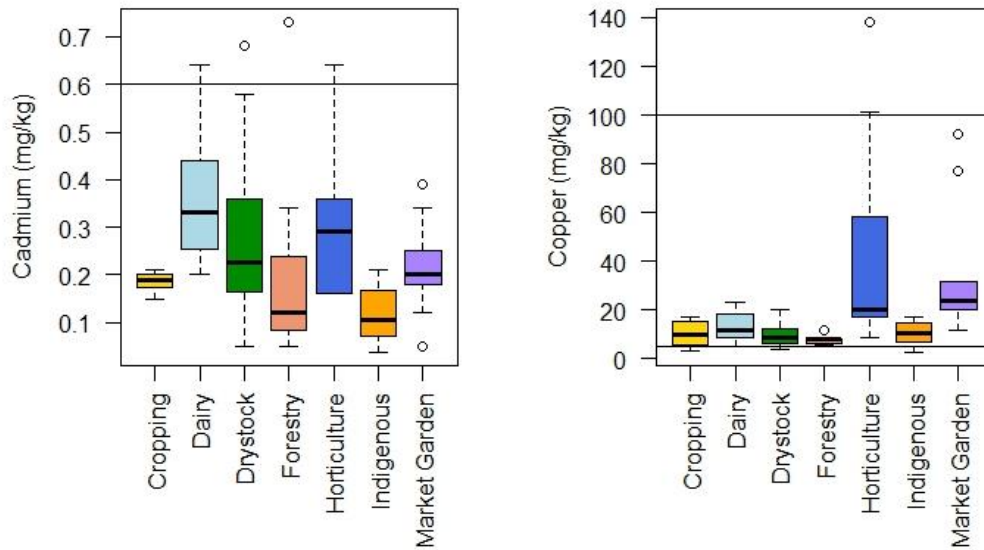 Cadmium (mg/kg)
0.7
0.6
0.5
0.4
0.3
0.2
0.1
Cropping
Dairy
Drystock
Forestry
Horticulture
Indigenous
Market Garden
Copper (mg/kg)
140
120
100
80
60
40
20
0
Cropping
Dairy
Drystock
Forestry
Horticulture
Indigenous
Market Garden